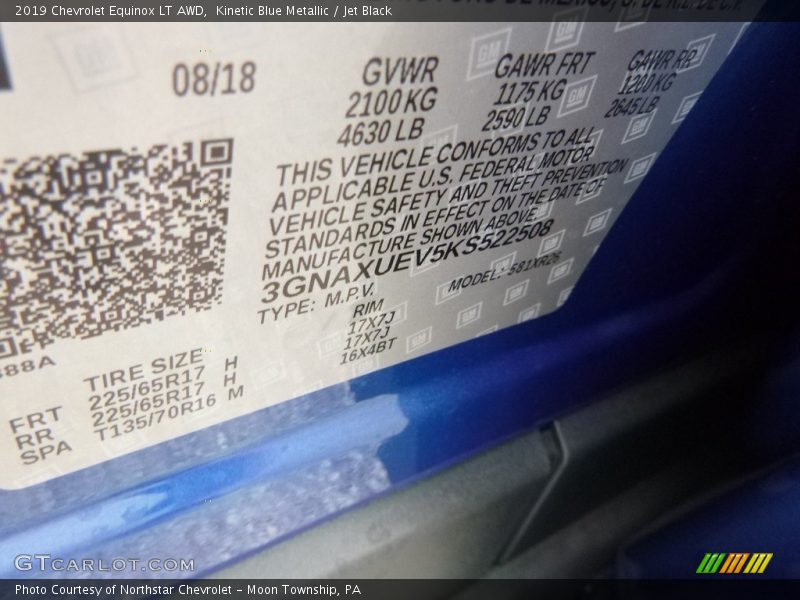 2019 Chevrolet Equinox LT AWD, Kinetic Blue Metallic / Jet Black
08/18
GVWR GAWR FRT GAWR RR
2100 KG 1175 KG 1200 KG
4630 LB 2590 LB 2645 LB
THIS VEHICLE CONFORMS TO ALL
APPLICABLE U.S. FEDERAL MOTOR
VEHICLE SAFETY AND THEFT PREVENTION
STANDARDS IN EFFECT ON THE DATE OF
MANUFACTURE SHOWN ABOVE.
3GNAXUEV5KS522508
TYPE: M.P.V. MODEL: 581XR26
TIRE SIZE RIM
FRT 225/65R17 H 17X7J
RR 225/65R17 H 17X7J
SPA T135/70R16 M 16X4BT
GTCARLOT.COM
Photo Courtesy of Northstar Chevrolet - Moon Township, PA